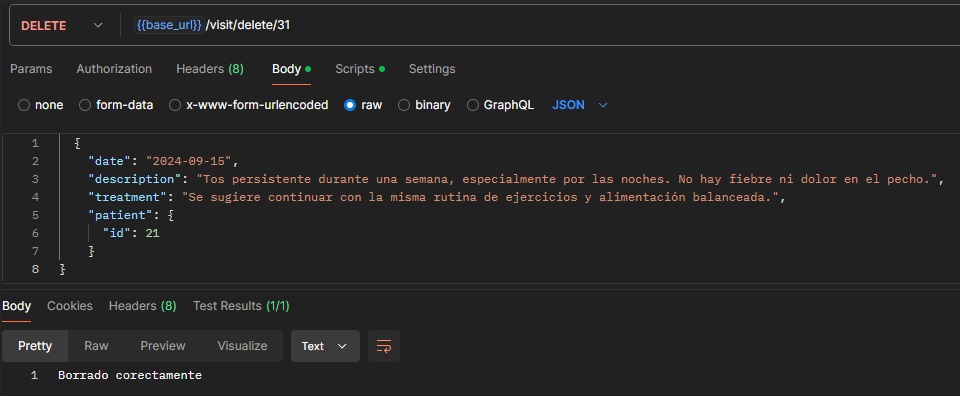 DELETE {{base_url}} /visit/delete/31
Params Authorization Headers (8) Body Scripts Settings
none form-data x-www-form-urlencoded raw binary GraphQL JSON
1 {
2 "date": "2024-09-15",
3 "description": "Tos persistente durante una semana, especialmente por las noches. No hay fiebre ni dolor en el pecho.",
4 "treatment": "Se sugiere continuar con la misma rutina de ejercicios y alimentación balanceada.",
5 "patient": {
6 "id": 21
7 }
8 }
Body Cookies Headers (8) Test Results (1/1)
Pretty Raw Preview Visualize Text
1 Borrado corectamente